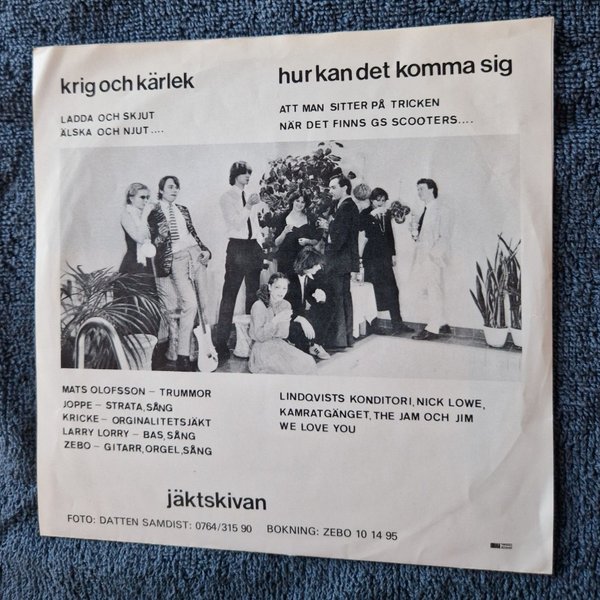 krig och kärlek
LADDA OCH SKJUT
ÄLSKA OCH NJUT....
hur kan det komma sig
ATT MAN SITTER PÅ TRICKEN
NÄR DET FINNS GS SCOOTERS....
MATS OLOFSSON – TRUMMOR
JOPPE – STRATA, SÅNG
KRICKE – ORGINALITETSJÄKT
LARRY LORRY – BAS, SÅNG
ZEBO – GITARR, ORGEL, SÅNG
LINDQVISTS KONDITORI, NICK LOWE,
KAMRATGÄNGET, THE JAM OCH JIM
WE LOVE YOU
jäktskivan
FOTO: DATTEN SAMDIST: 0764/315 90 BOKNING: ZEBO 10 14 95